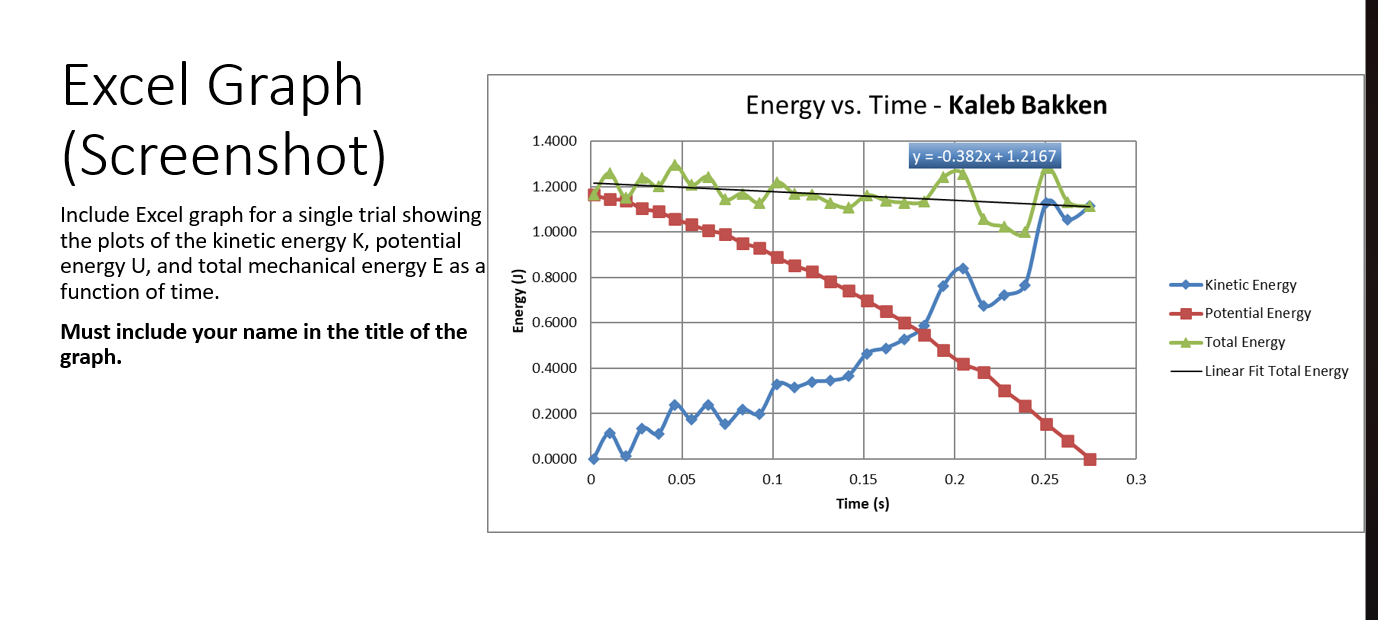 Excel Graph
(Screenshot)
Include Excel graph for a single trial showing
the plots of the kinetic energy K, potential
energy U, and total mechanical energy E as a
function of time.
Must include your name in the title of the
graph.
Energy vs. Time - Kaleb Bakken
y = -0.382x + 1.2167
1.4000
1.2000
1.0000
0.8000
0.6000
0.4000
0.2000
0.0000
Energy (J)
0 0.05 0.1 0.15 0.2 0.25 0.3
Time (s)
Kinetic Energy
Potential Energy
Total Energy
Linear Fit Total Energy